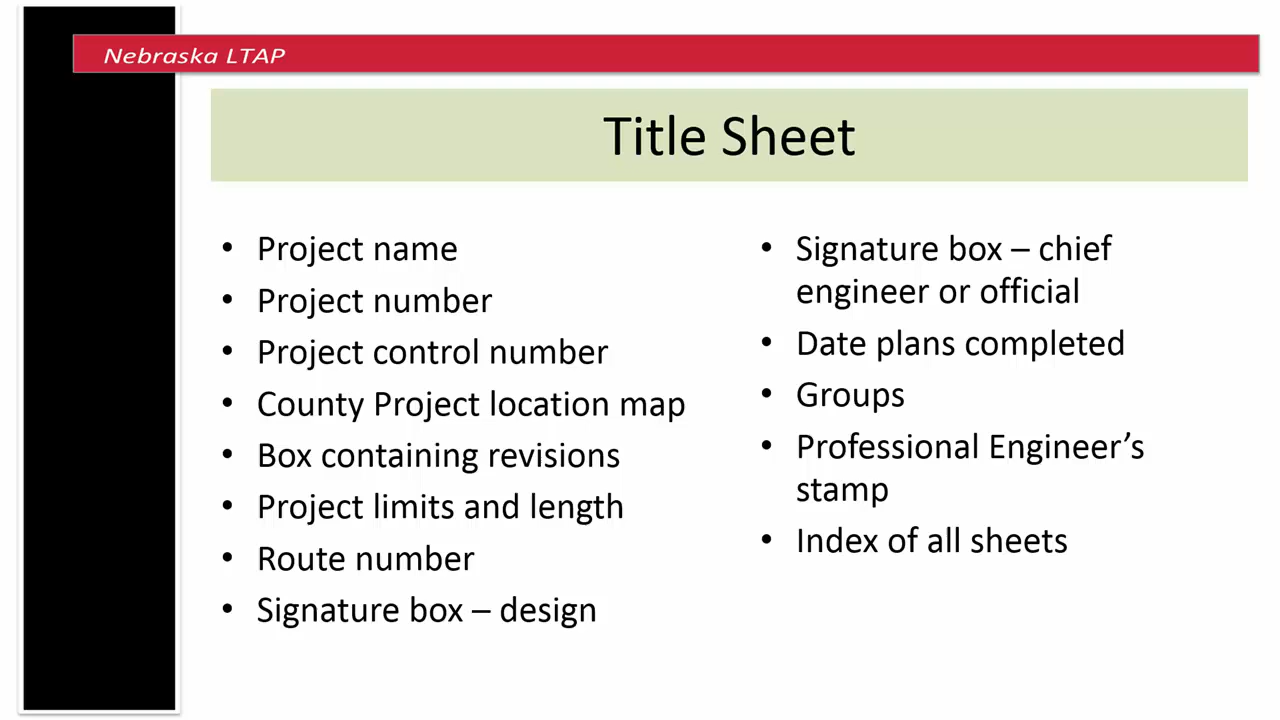 Nebraska LTAP
Title Sheet
• Project name
• Project number
• Project control number
• County Project location map
• Box containing revisions
• Project limits and length
• Route number
• Signature box – design
• Signature box – chief
engineer or official
• Date plans completed
• Groups
• Professional Engineer’s
stamp
• Index of all sheets